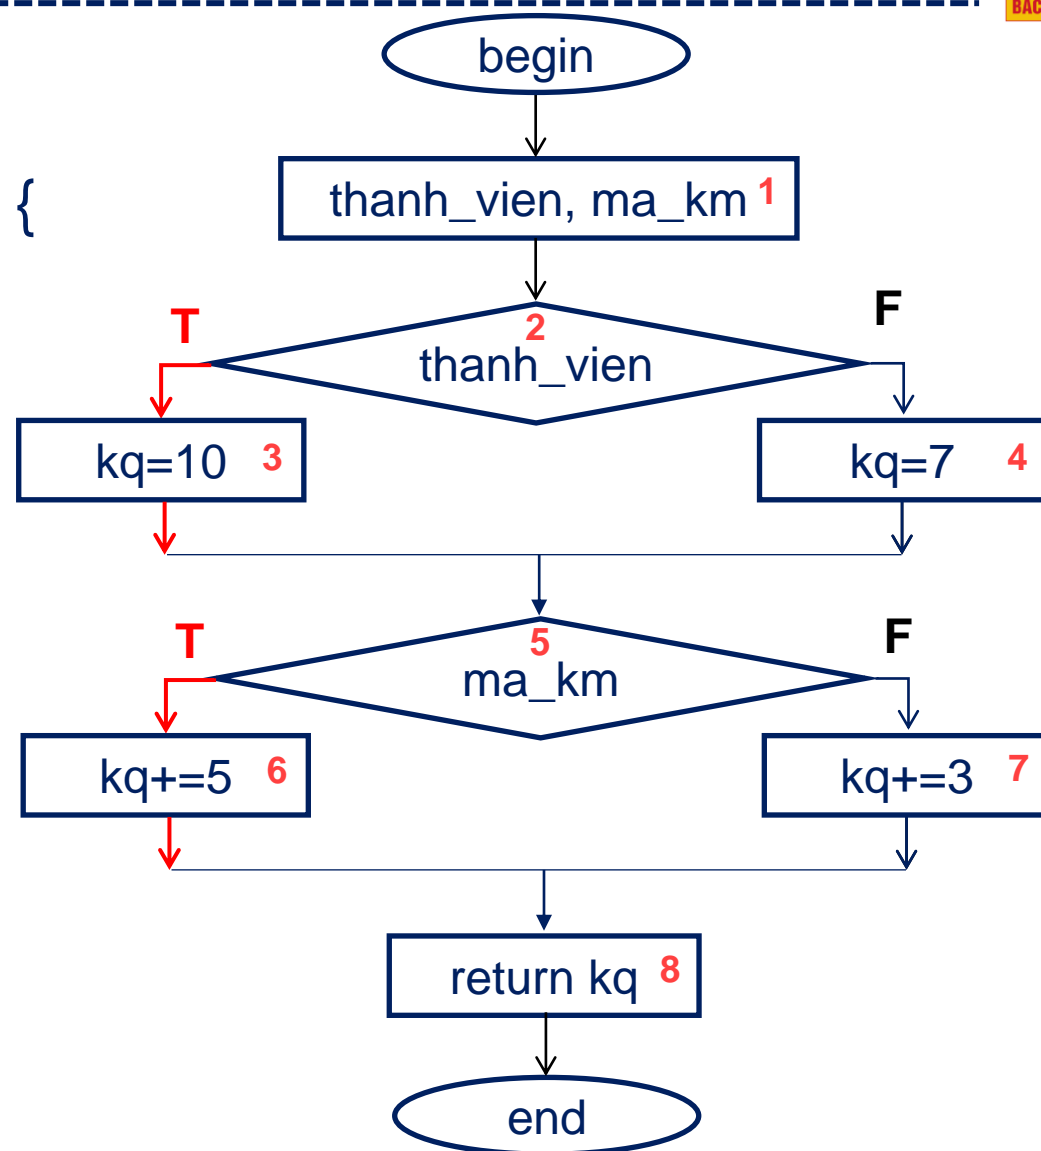 BAC
begin
{
thanh_vien, ma_km 1
T
F
2
thanh_vien
kq=10 3
kq=7 4
T
F
5
ma_km
kq+=5 6
kq+=3 7
return kq 8
end